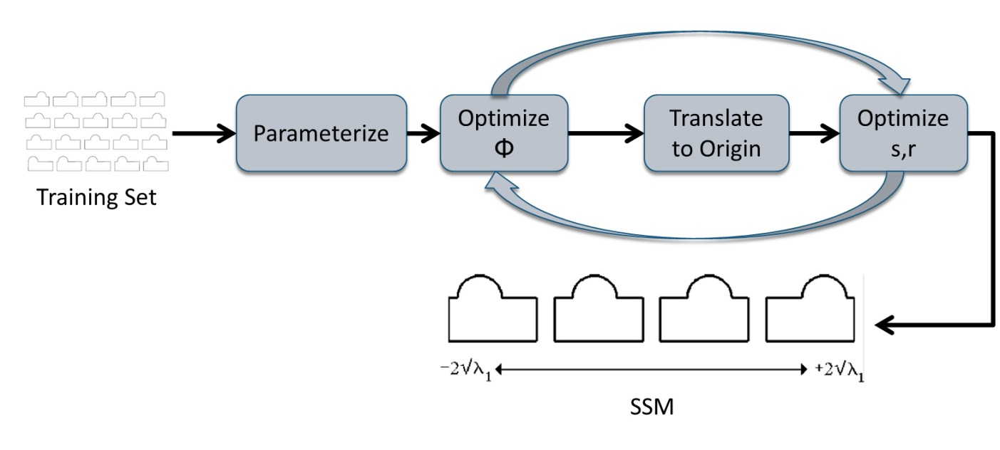 Training Set
Parameterize
Optimize
Φ
Translate
to Origin
Optimize
s,r
−2√λ1
+2√λ1
SSM